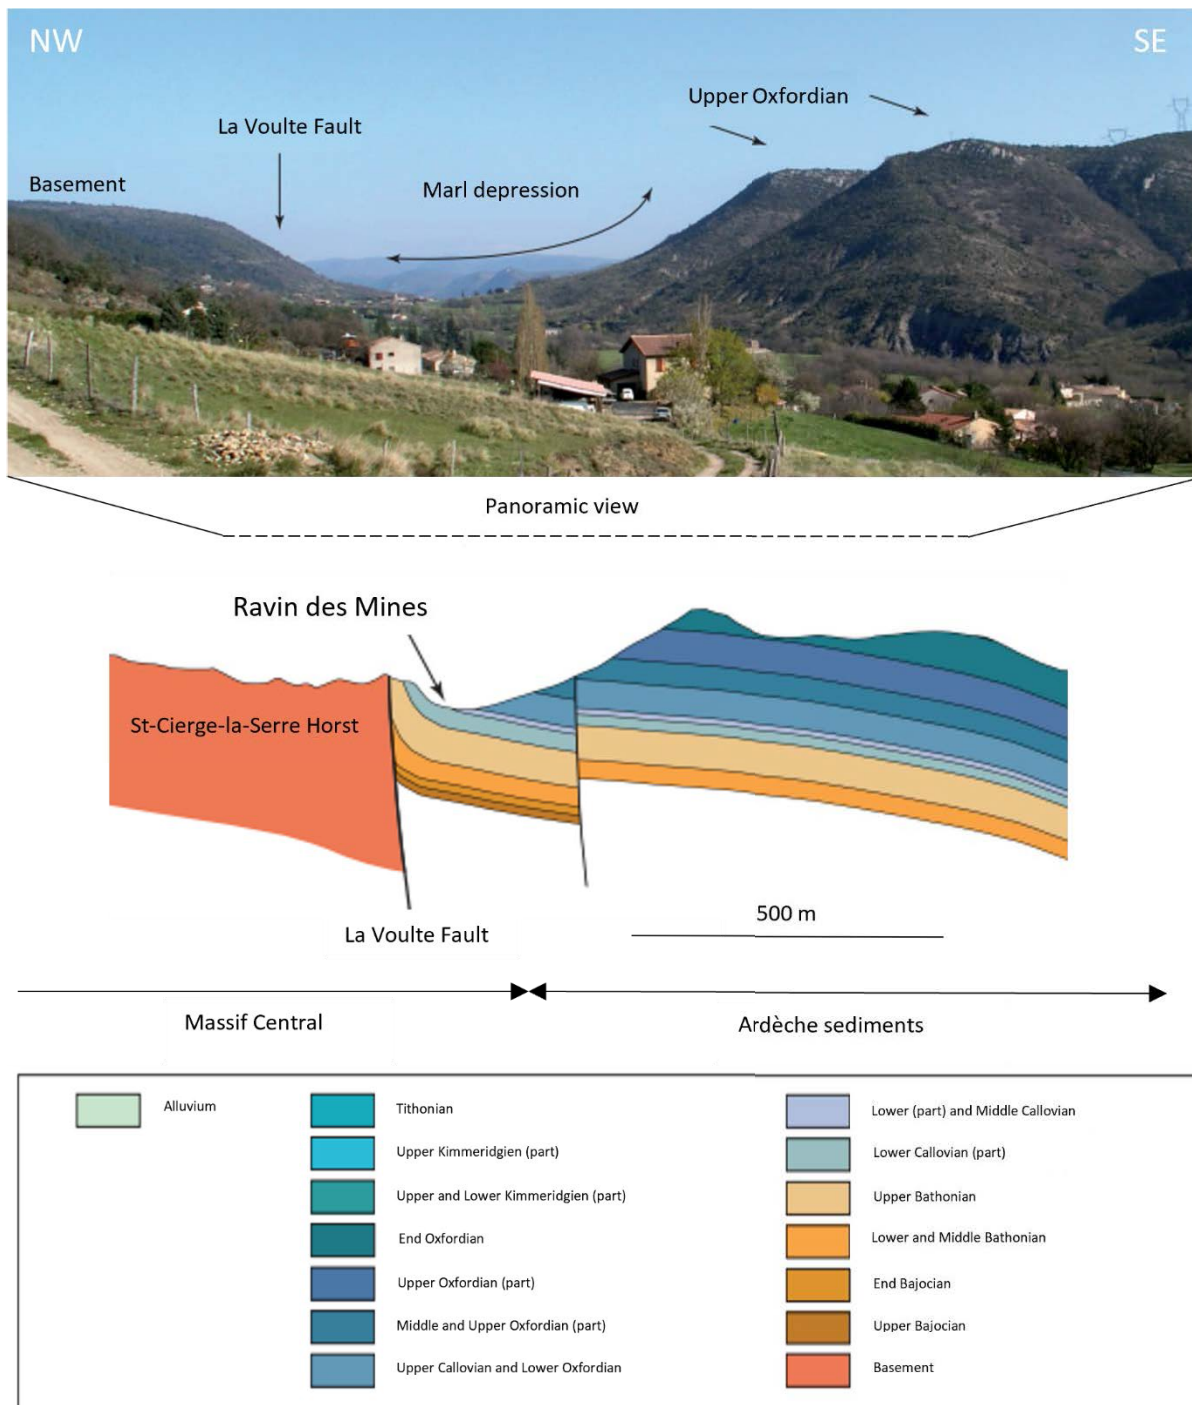 NW
SE
Upper Oxfordian
La Voulte Fault
Basement
Marl depression
Panoramic view
Ravin des Mines
St-Cierge-la-Serre Horst
500 m
La Voulte Fault
Massif Central
Ardèche sediments
Alluvium
Tithonian
Upper Kimmeridgien (part)
Upper and Lower Kimmeridgien (part)
End Oxfordian
Upper Oxfordian (part)
Middle and Upper Oxfordian (part)
Upper Callovian and Lower Oxfordian
Lower (part) and Middle Callovian
Lower Callovian (part)
Upper Bathonian
Lower and Middle Bathonian
End Bajocian
Upper Bajocian
Basement